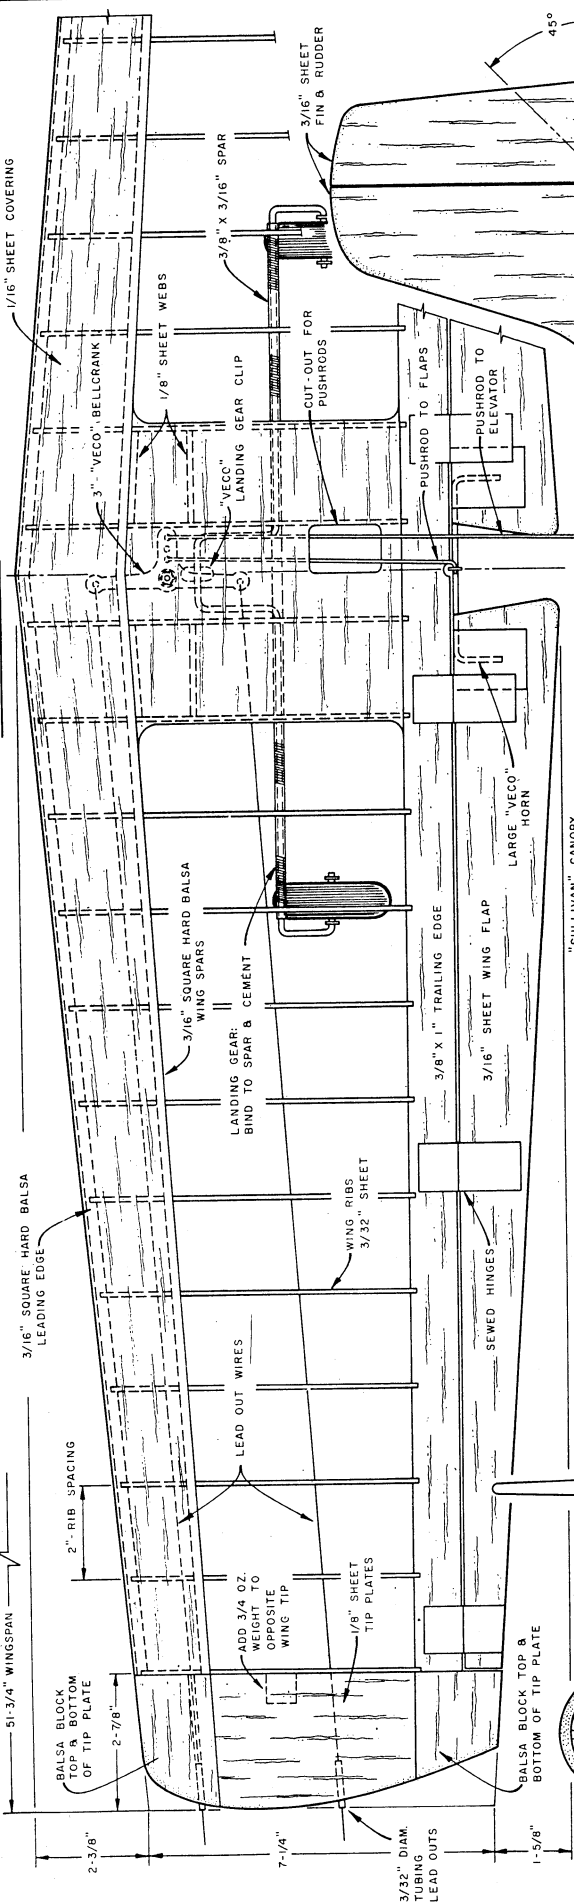 51-3/4" WINGSPAN
2-3/8"
7-1/4"
1-5/8"
BALSA BLOCK
TOP & BOTTOM
OF TIP PLATE
2-7/8"
2"-RIB SPACING
3/16" SQUARE HARD BALSA
LEADING EDGE
1/16" SHEET COVERING
3"-"VECO" BELLCRANK
1/8" SHEET WEBS
"VECO"
LANDING GEAR CLIP
3/8" X 3/16" SPAR
3/16" SHEET
FIN & RUDDER
45°
CUT-OUT FOR
PUSHRODS
PUSHROD TO FLAPS
PUSHROD TO
ELEVATOR
LEAD OUT WIRES
ADD 3/4 OZ.
WEIGHT TO
OPPOSITE
WING TIP
1/8" SHEET
TIP PLATES
3/32" DIAM.
TUBING
LEAD OUTS
BALSA BLOCK TOP &
BOTTOM OF TIP PLATE
WING RIBS
3/32" SHEET
3/16" SQUARE HARD BALSA
WING SPARS
LANDING GEAR:
BIND TO SPAR & CEMENT
SEWED HINGES
3/8" X 1" TRAILING EDGE
3/16" SHEET WING FLAP
LARGE "VECO"
HORN
"SULLIVAN" CANOPY